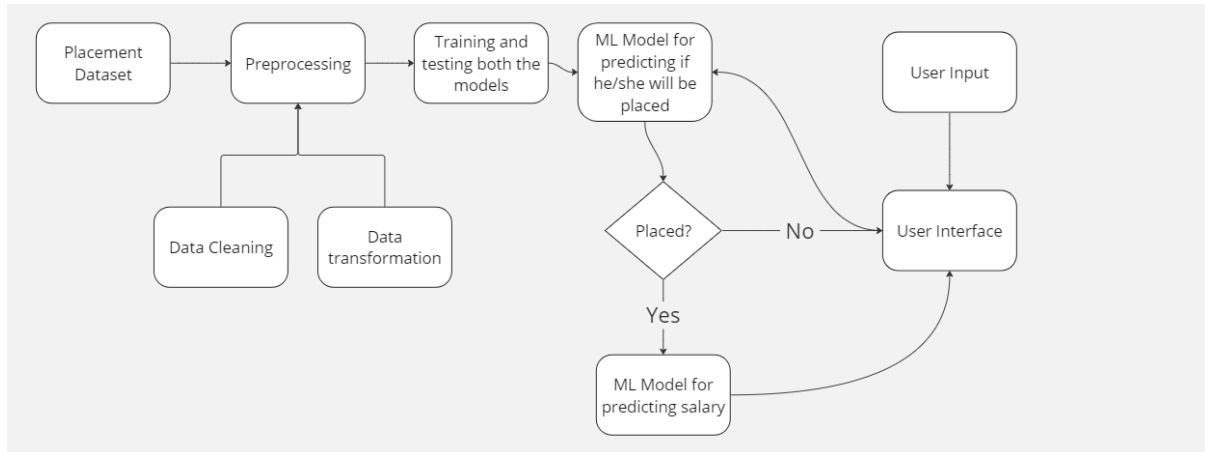 Placement
Dataset
Preprocessing
Training and
testing both the
models
ML Model for
predicting if
he/she will be
placed
User Input
Data Cleaning
Data
transformation
Placed?
No
User Interface
Yes
ML Model for
predicting salary